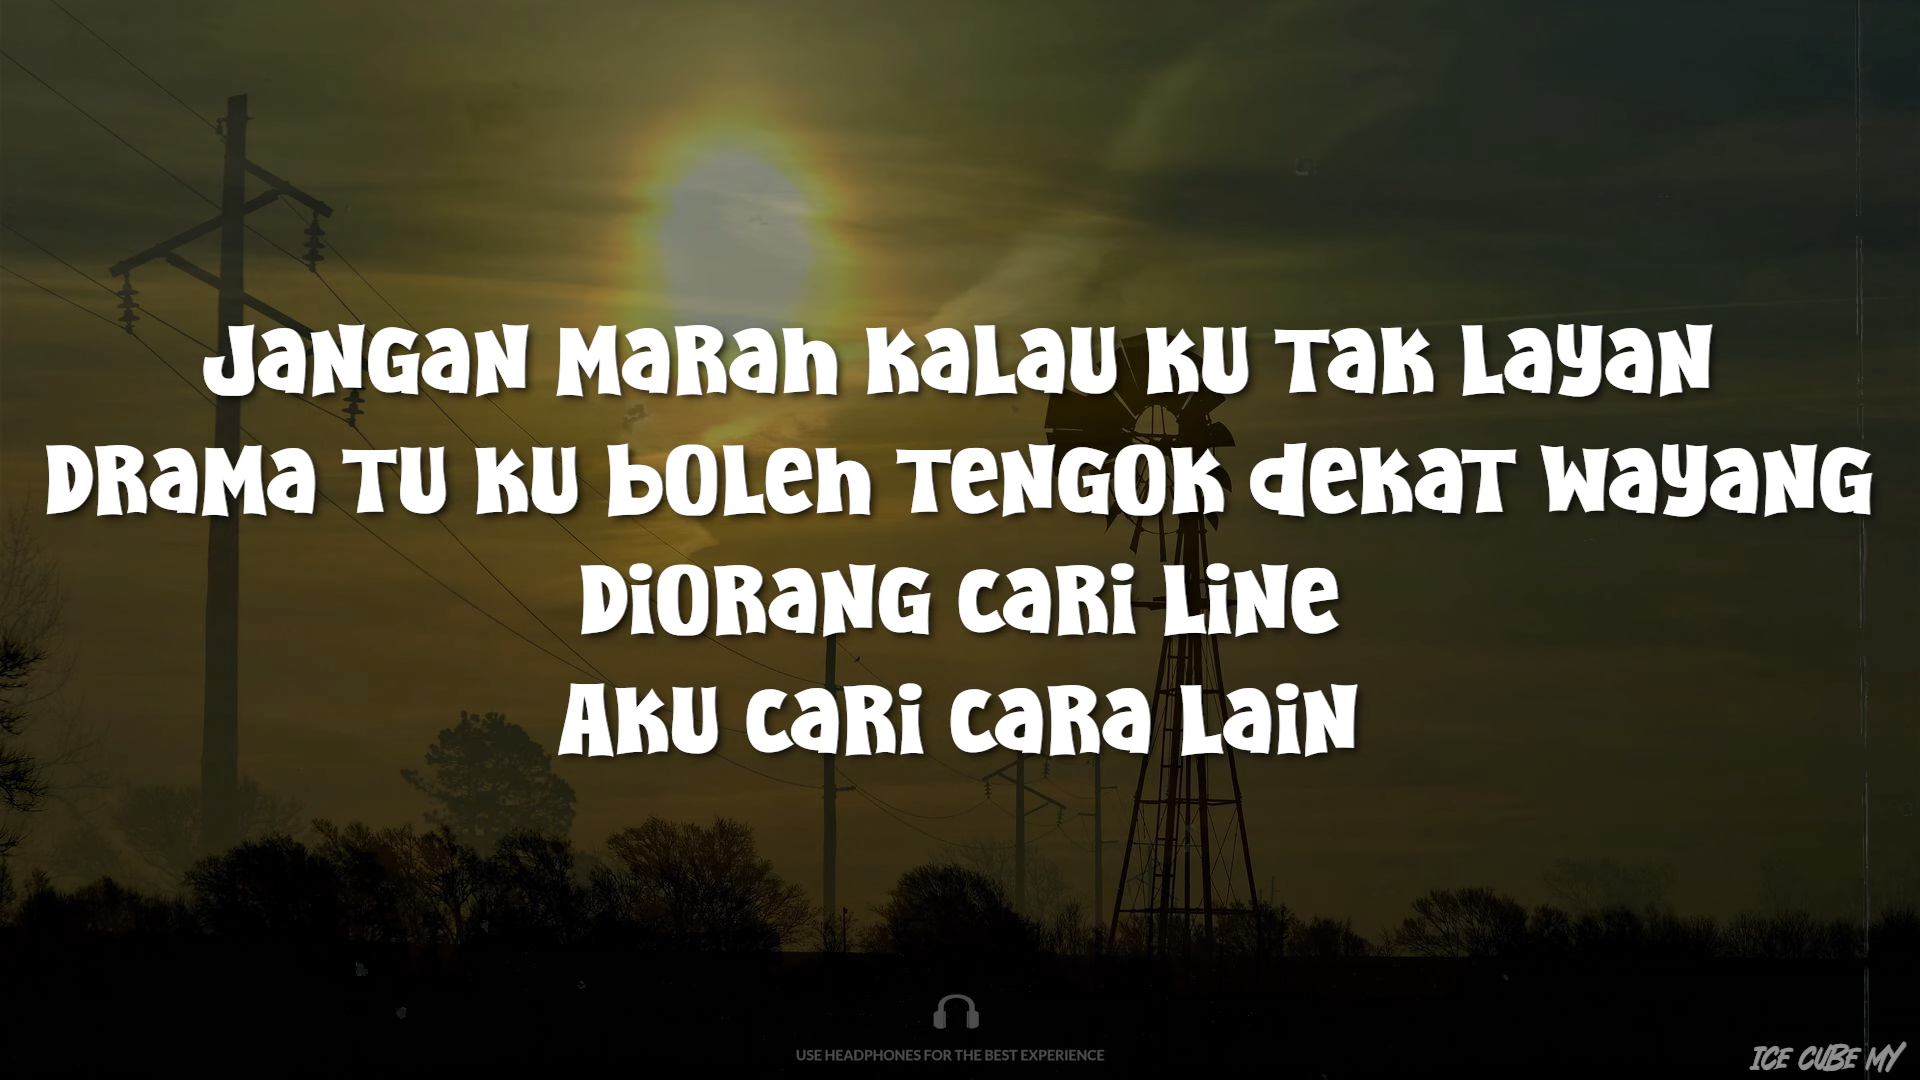 Jangan marah kalau ku tak layan
Drama tu ku boleh tengok dekat wayang
Diorang cari line
Aku cari cara lain
USE HEADPHONES FOR THE BEST EXPERIENCE
ICE CUBE MY